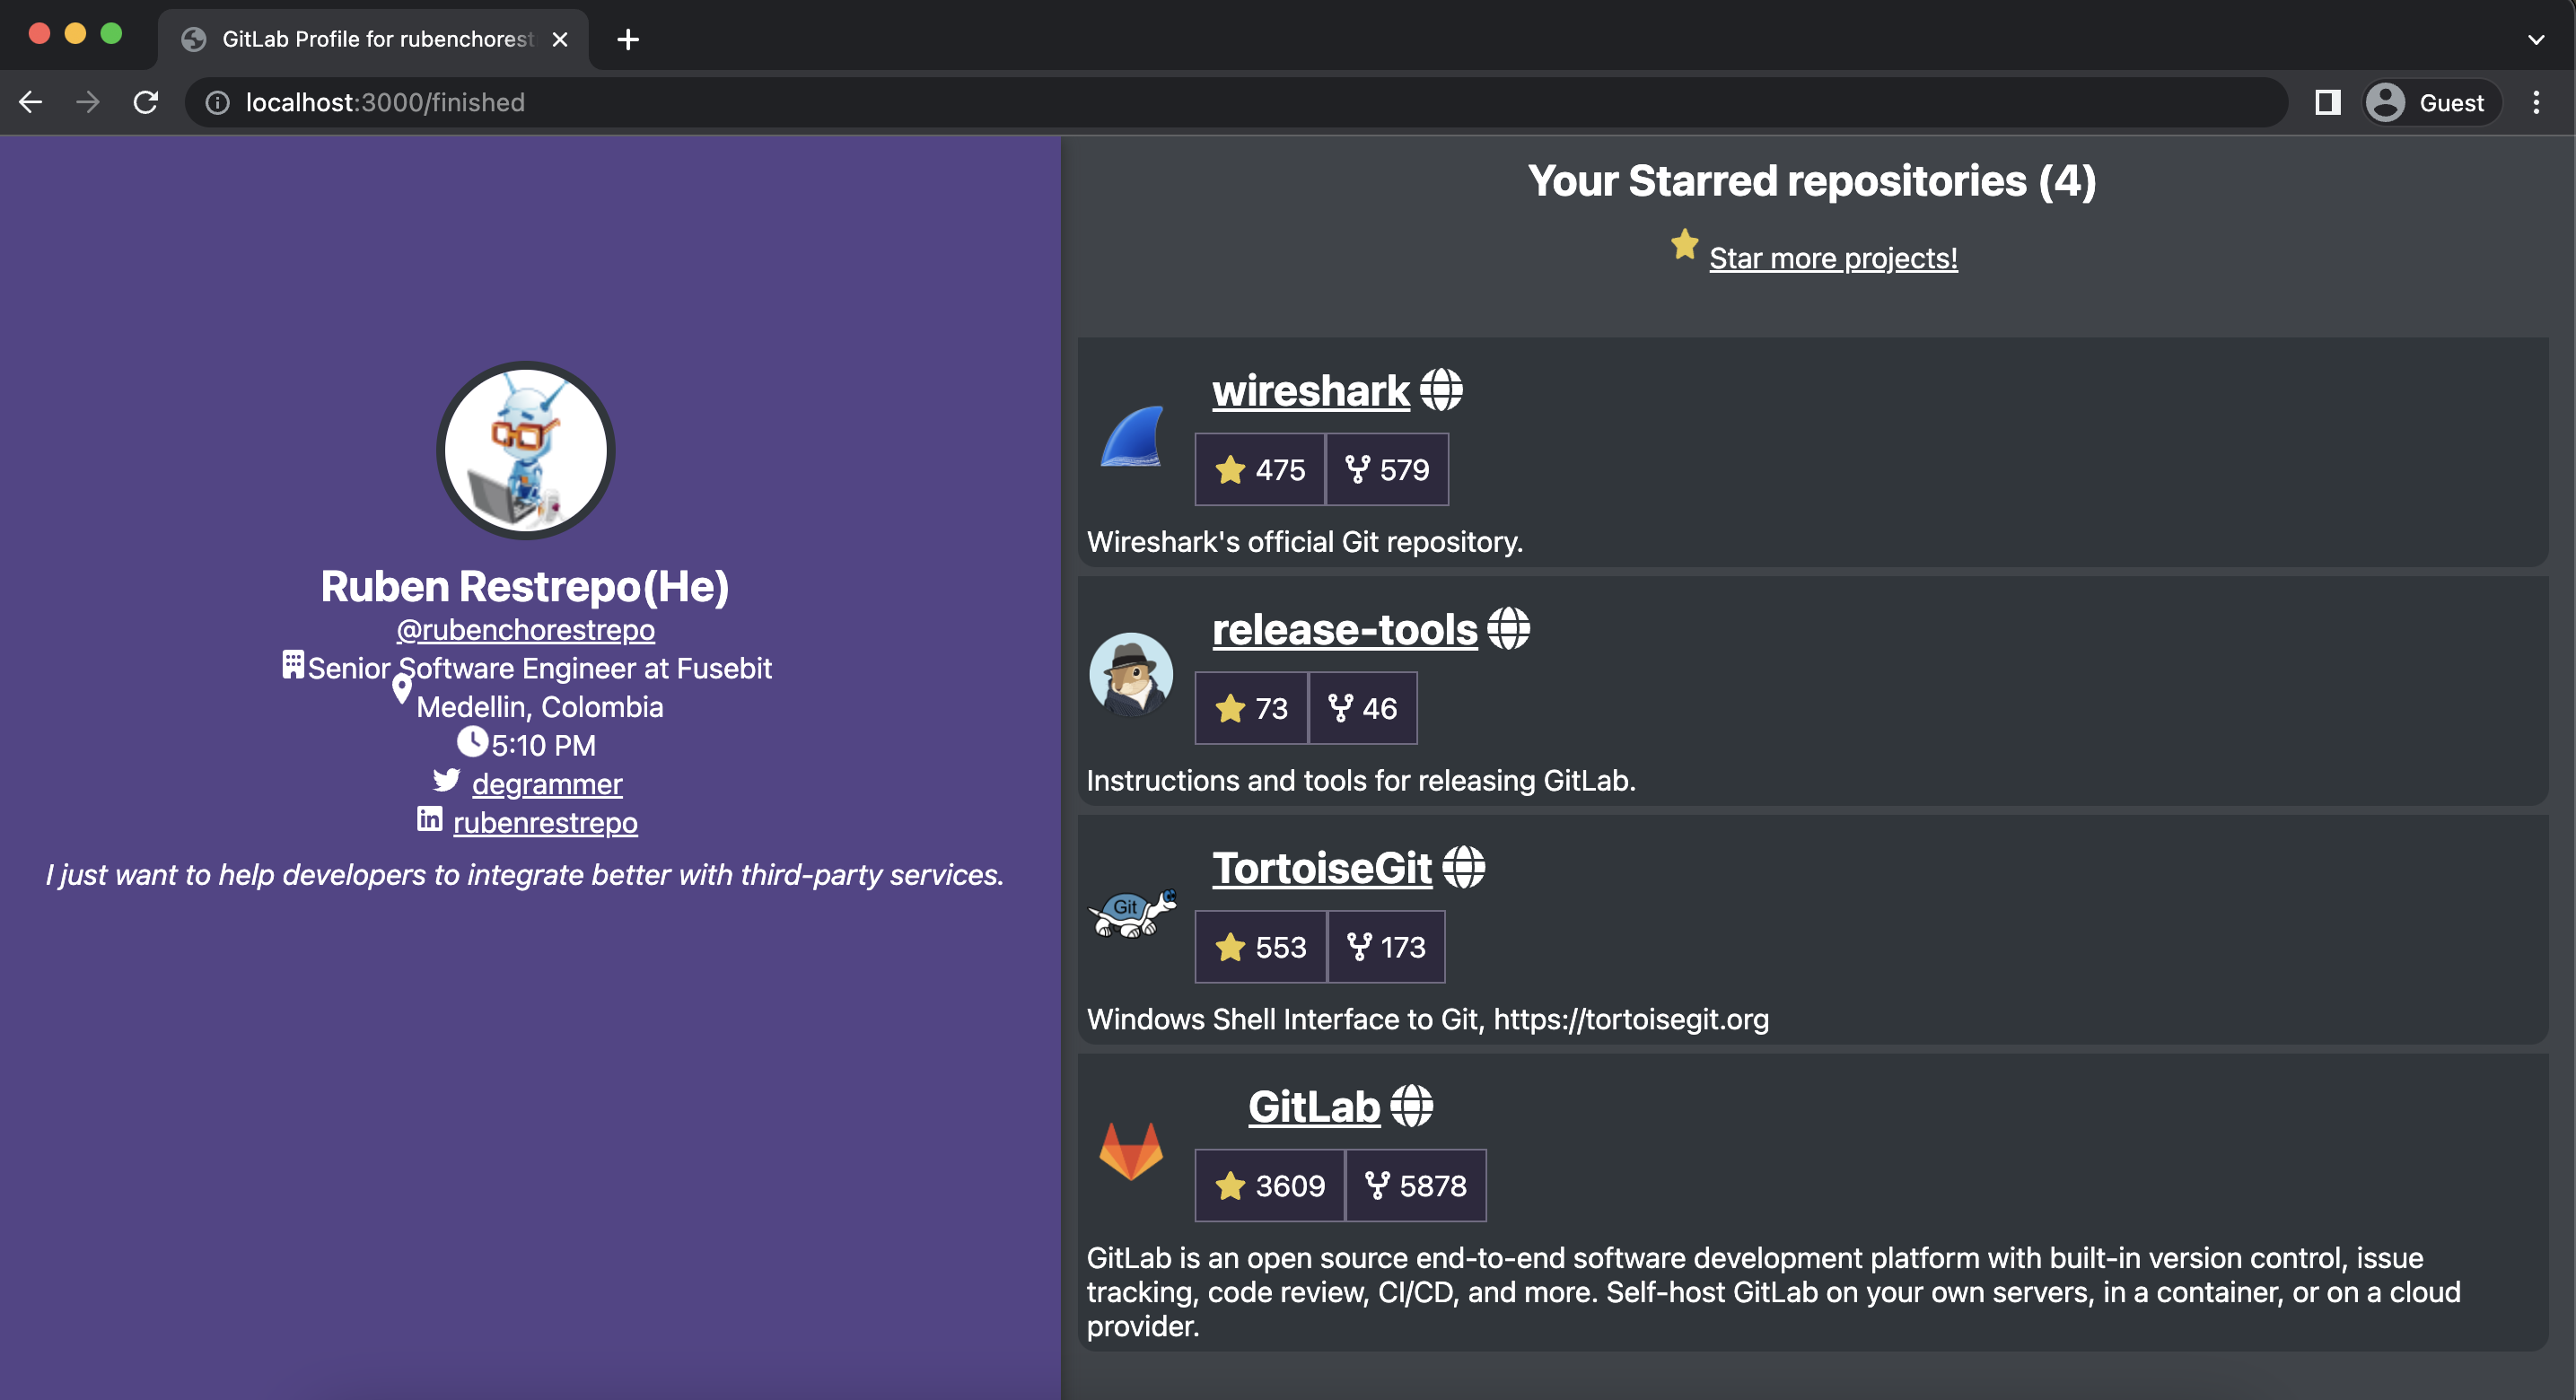 GitLab Profile for rubenchorest
localhost:3000/finished
Guest
Ruben Restrepo(He)
@rubenchorestrepo
Senior Software Engineer at Fusebit
Medellin, Colombia
5:10 PM
degrammer
rubenrestrepo
I just want to help developers to integrate better with third-party services.
Your Starred repositories (4)
Star more projects!
wireshark
475 579
Wireshark's official Git repository.
release-tools
73 46
Instructions and tools for releasing GitLab.
TortoiseGit
Git
553 173
Windows Shell Interface to Git, https://tortoisegit.org
GitLab
3609 5878
GitLab is an open source end-to-end software development platform with built-in version control, issue
tracking, code review, CI/CD, and more. Self-host GitLab on your own servers, in a container, or on a cloud
provider.